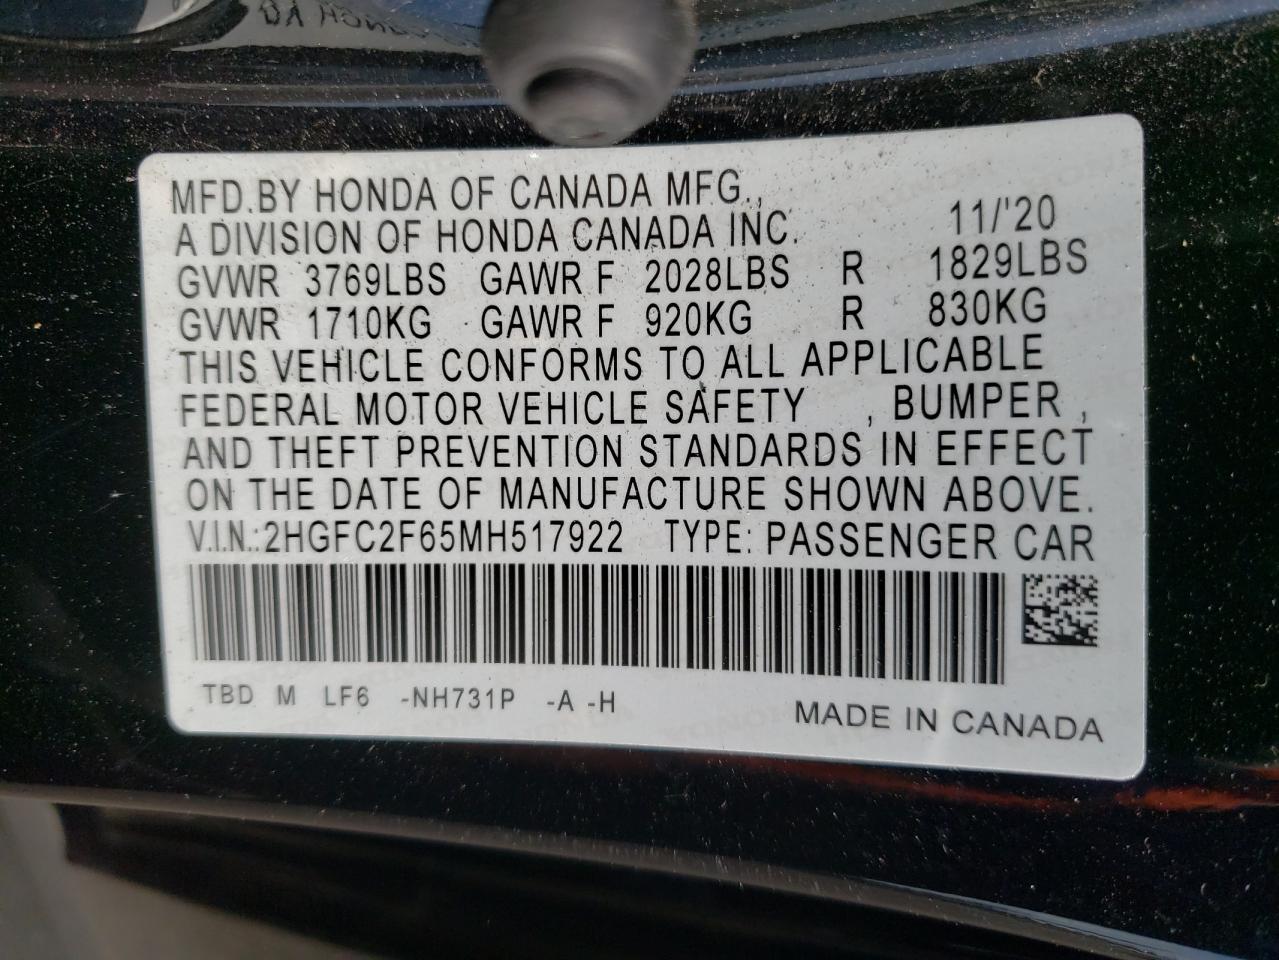 MFD.BY HONDA OF CANADA MFG.,
A DIVISION OF HONDA CANADA INC. 11/'20
GVWR 3769LBS GAWR F 2028LBS R 1829LBS
GVWR 1710KG GAWR F 920KG R 830KG
THIS VEHICLE CONFORMS TO ALL APPLICABLE
FEDERAL MOTOR VEHICLE SAFETY , BUMPER ,
AND THEFT PREVENTION STANDARDS IN EFFECT
ON THE DATE OF MANUFACTURE SHOWN ABOVE.
V.I.N.:2HGFC2F65MH517922 TYPE: PASSENGER CAR
TBD M LF6 -NH731P -A -H
MADE IN CANADA